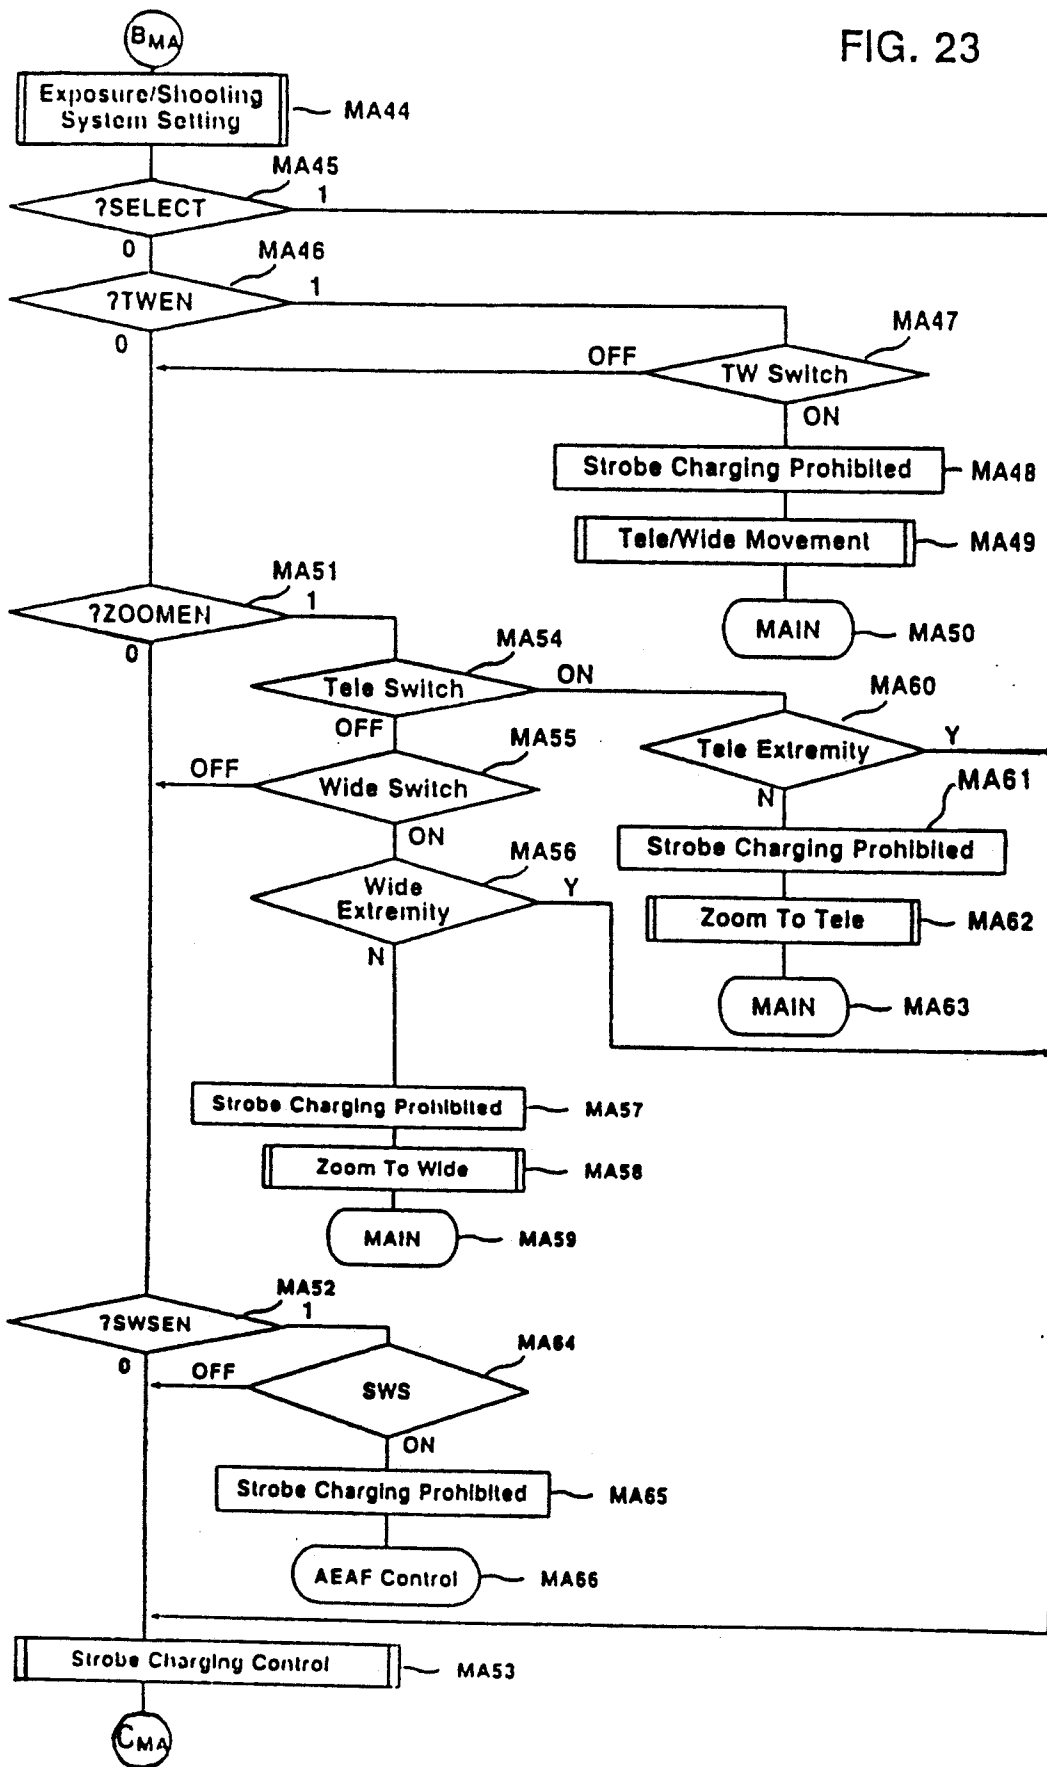 FIG. 23
BMA
Exposure/Shooting
System Setting
MA44
MA45
?SELECT
1
0
MA46
?TWEN
1
0
MA47
OFF
TW Switch
ON
Strobe Charging Prohibited
MA48
Tele/Wide Movement
MA49
MA51
?ZOOMEN
1
0
MAIN
MA50
MA54
Tele Switch
ON
OFF
MA60
Tele Extremity
Y
N
MA55
OFF
Wide Switch
ON
MA61
Strobe Charging Prohibited
MA56
Wide
Extremity
Y
N
Zoom To Tele
MA62
MAIN
MA63
Strobe Charging Prohibited
MA57
Zoom To Wide
MA58
MAIN
MA59
MA52
?SWSEN
1
0
MA64
OFF
SWS
ON
Strobe Charging Prohibited
MA65
AEAF Control
MA66
Strobe Charging Control
MA53
CMA